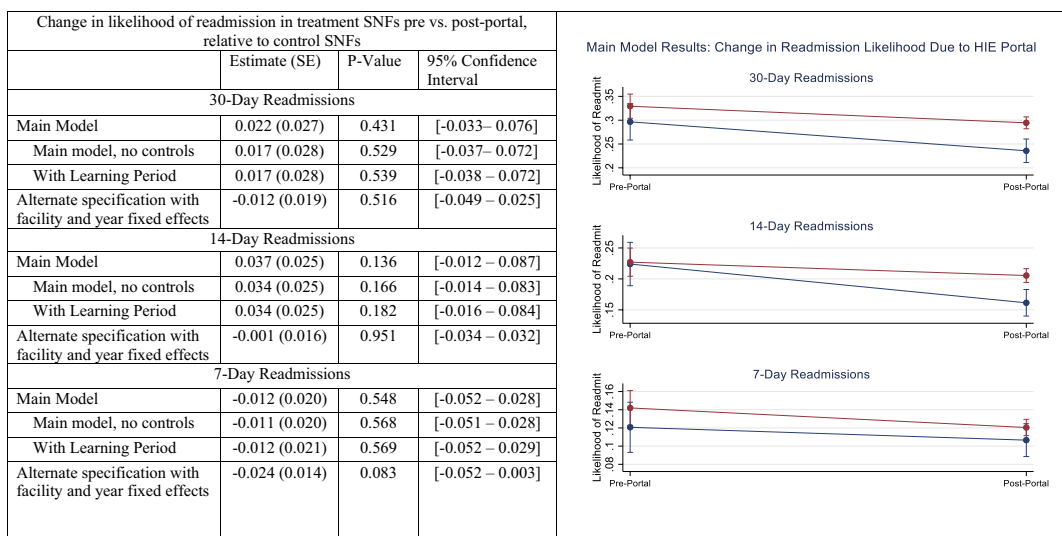 Change in likelihood of readmission in treatment SNFs pre vs. post-portal,
relative to control SNFs
Estimate (SE) P-Value 95% Confidence
Interval
30-Day Readmissions
Main Model 0.022 (0.027) 0.431 [-0.033– 0.076]
Main model, no controls 0.017 (0.028) 0.529 [-0.037– 0.072]
With Learning Period 0.017 (0.028) 0.539 [-0.038 – 0.072]
Alternate specification with -0.012 (0.019) 0.516 [-0.049 – 0.025]
facility and year fixed effects
14-Day Readmissions
Main Model 0.037 (0.025) 0.136 [-0.012 – 0.087]
Main model, no controls 0.034 (0.025) 0.166 [-0.014 – 0.083]
With Learning Period 0.034 (0.025) 0.182 [-0.016 – 0.084]
Alternate specification with -0.001 (0.016) 0.951 [-0.034 – 0.032]
facility and year fixed effects
7-Day Readmissions
Main Model -0.012 (0.020) 0.548 [-0.052 – 0.028]
Main model, no controls -0.011 (0.020) 0.568 [-0.051 – 0.028]
With Learning Period -0.012 (0.021) 0.569 [-0.052 – 0.029]
Alternate specification with -0.024 (0.014) 0.083 [-0.052 – 0.003]
facility and year fixed effects
Main Model Results: Change in Readmission Likelihood Due to HIE Portal
30-Day Readmissions
Likelihood of Readmit
.2 .25 .3 .35
Pre-Portal Post-Portal
14-Day Readmissions
Likelihood of Readmit
.15 .2 .25
Pre-Portal Post-Portal
7-Day Readmissions
Likelihood of Readmit
.08 .1 .12 .14 .16
Pre-Portal Post-Portal